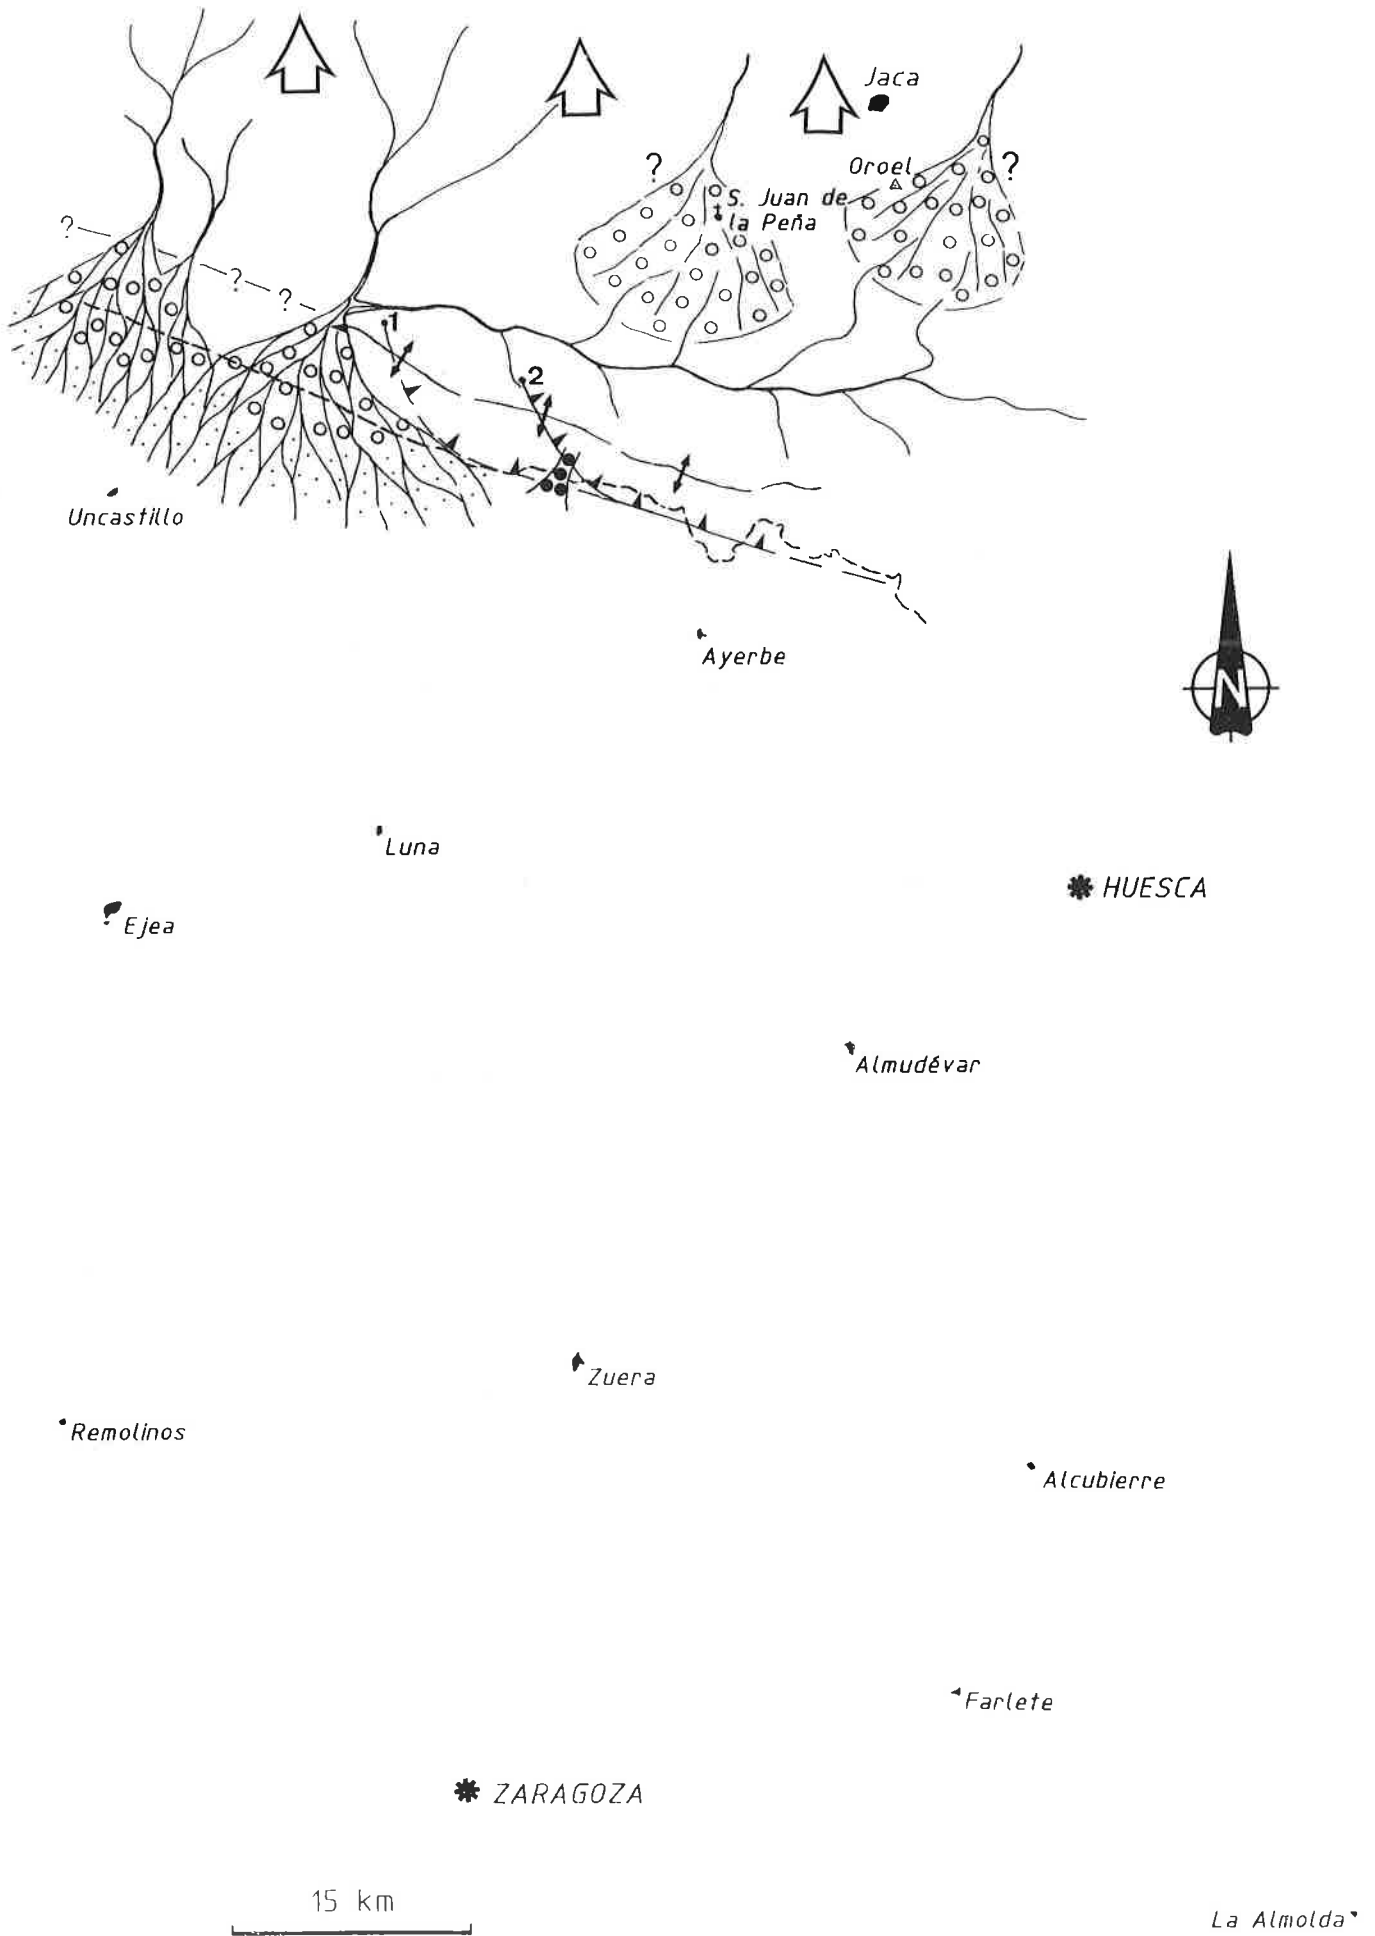 Jaca
?
Oroel
?
S. Juan de
la Peña
?
?
?
1
2
Uncastillo
Ayerbe
N
Luna
HUESCA
Ejea
Almudévar
Zuera
Remolinos
Alcubierre
Farlete
ZARAGOZA
15 km
La Almolda